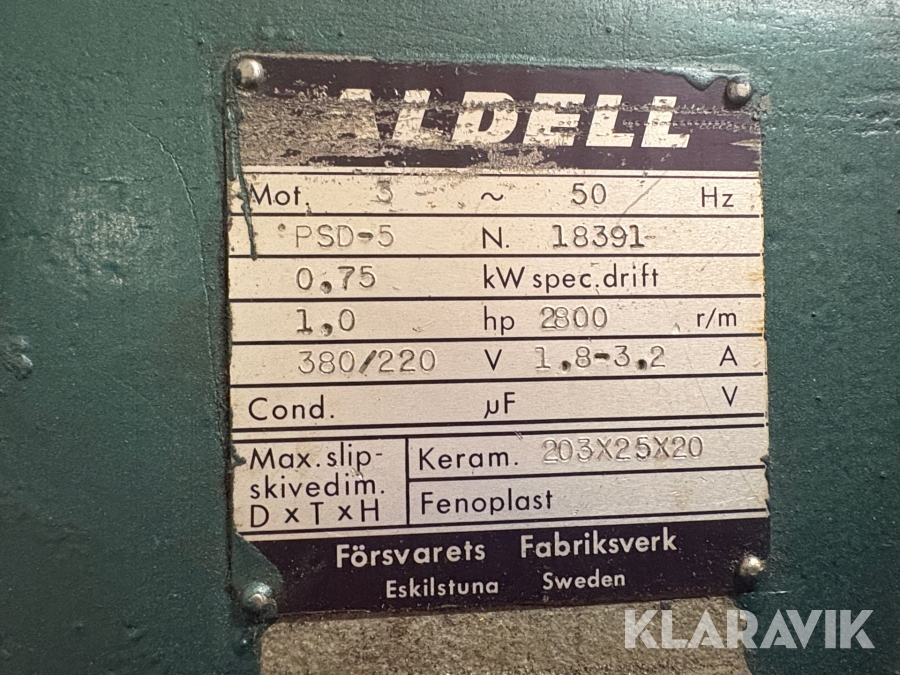 ALDELL
Mot. 3 ~ 50 Hz
PSD-5 N. 18391
0,75 kW spec. drift
1,0 hp 2800 r/m
380/220 V 1,8-3,2 A
Cond. µF V
Max. slip-
skivedim.
D x T x H
Keram. 203X25X20
Fenoplast
Försvarets Fabriksverk
Eskilstuna Sweden
KLARAVIK